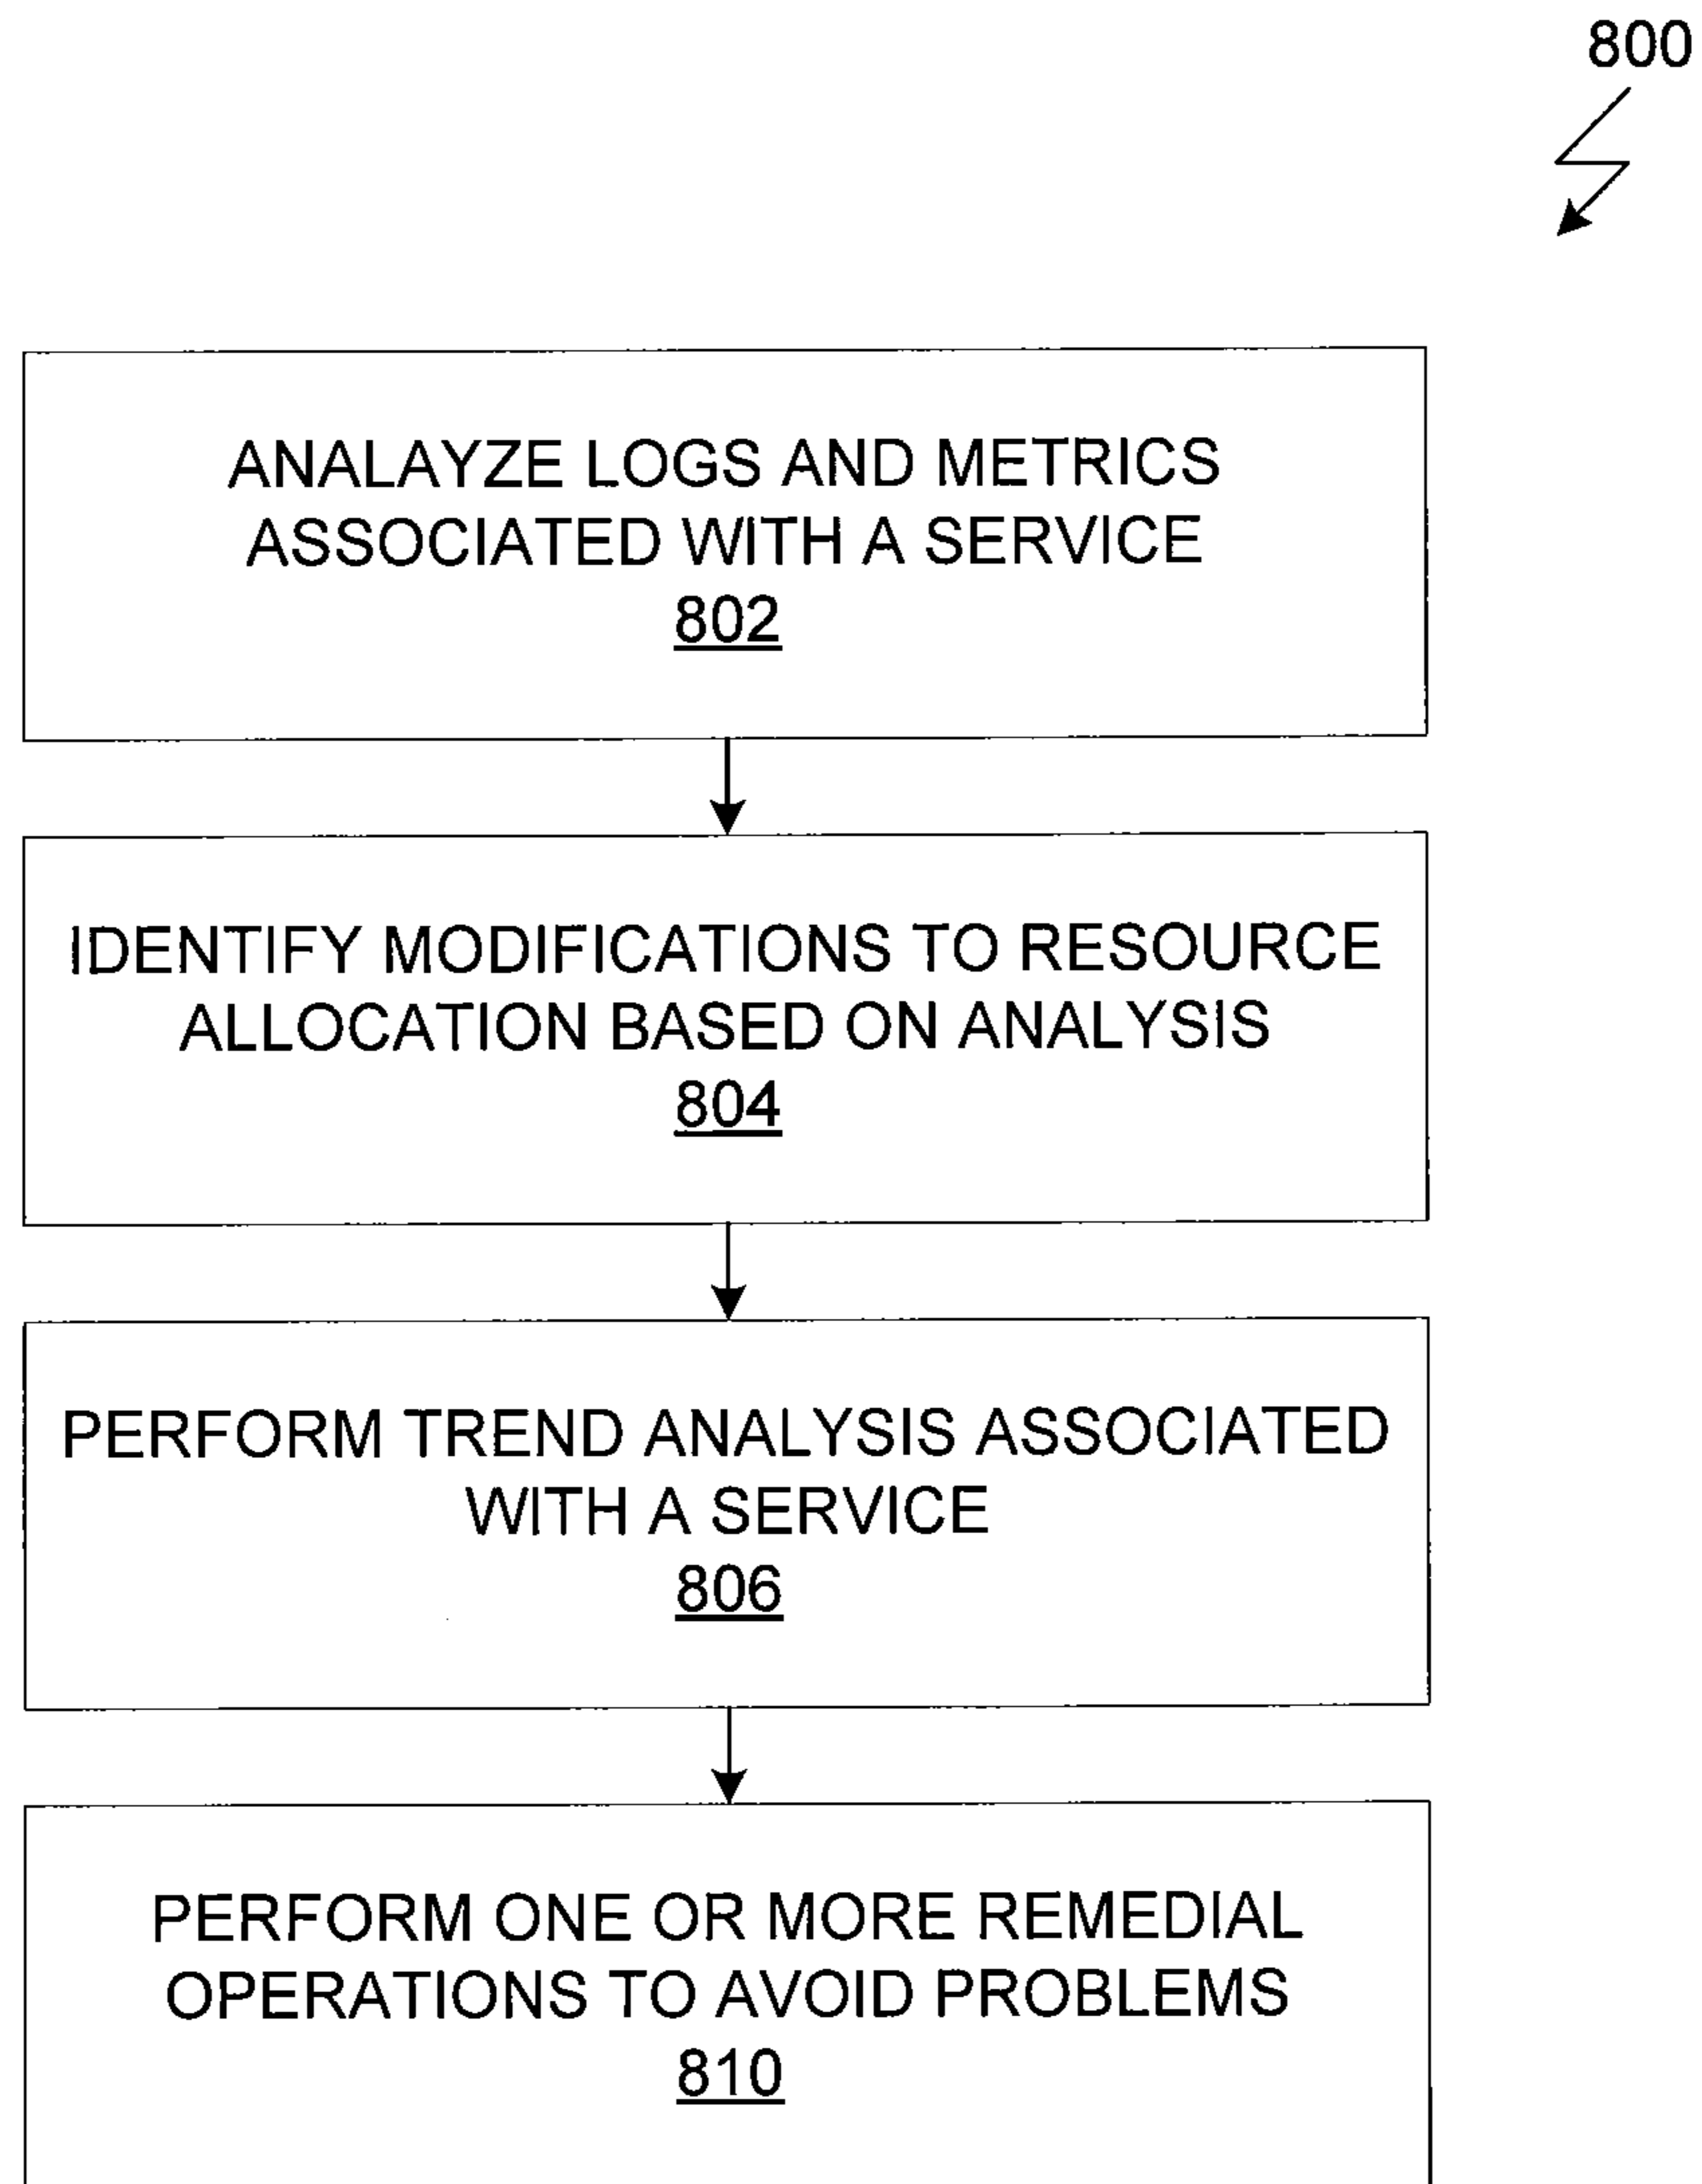 800
ANALAYZE LOGS AND METRICS
ASSOCIATED WITH A SERVICE
802
IDENTIFY MODIFICATIONS TO RESOURCE
ALLOCATION BASED ON ANALYSIS
804
PERFORM TREND ANALYSIS ASSOCIATED
WITH A SERVICE
806
PERFORM ONE OR MORE REMEDIAL
OPERATIONS TO AVOID PROBLEMS
810